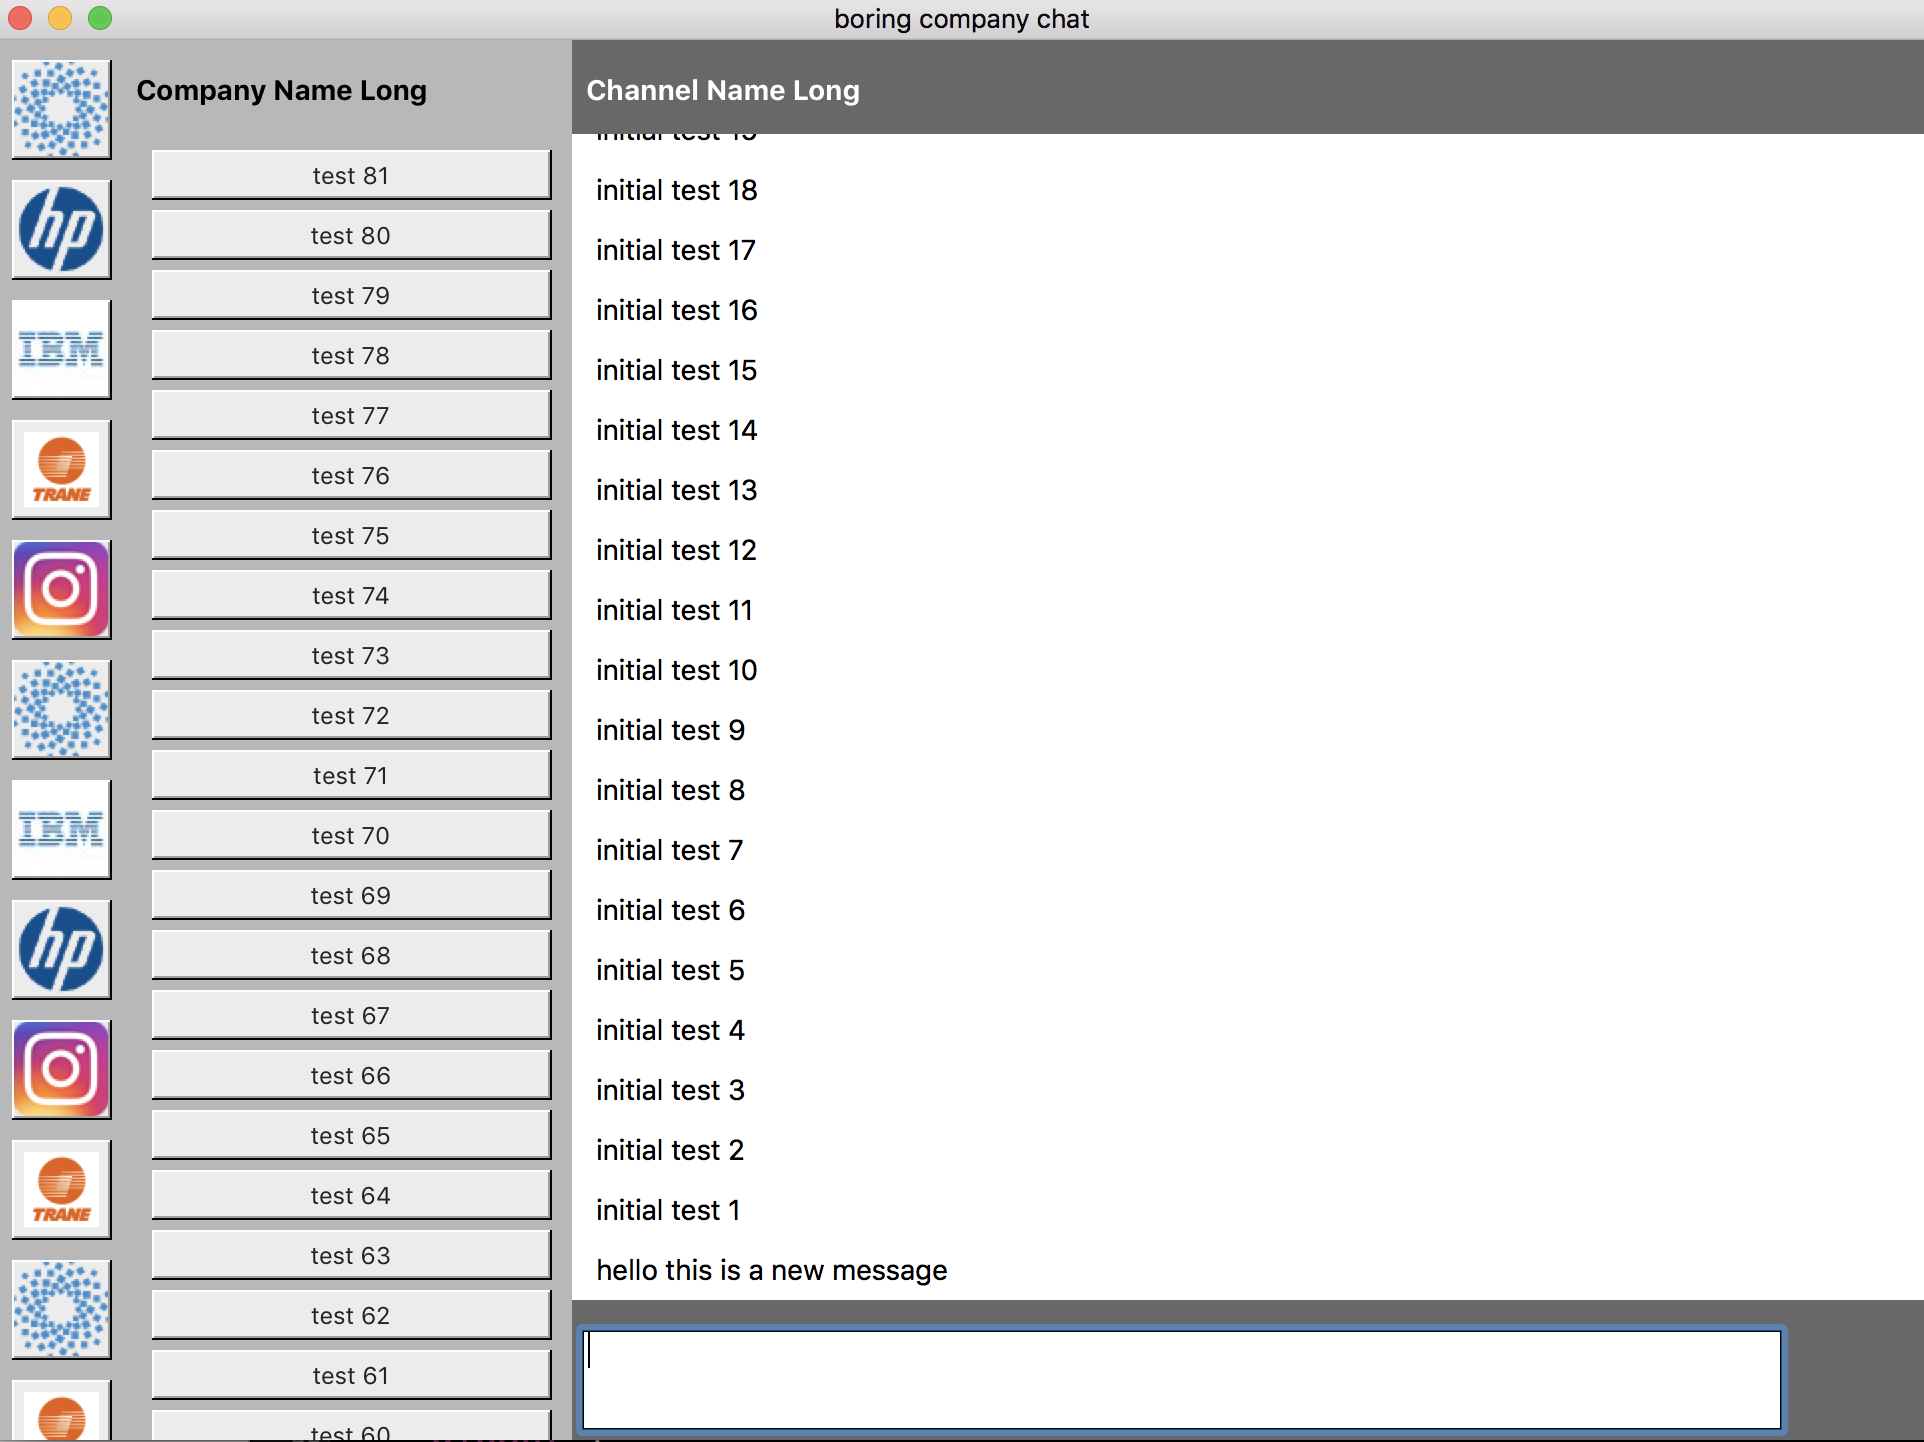 boring company chat
Company Name Long
hp
IBM
TRANE
IBM
hp
TRANE
test 81
test 80
test 79
test 78
test 77
test 76
test 75
test 74
test 73
test 72
test 71
test 70
test 69
test 68
test 67
test 66
test 65
test 64
test 63
test 62
test 61
test 60
Channel Name Long
initial test 19
initial test 18
initial test 17
initial test 16
initial test 15
initial test 14
initial test 13
initial test 12
initial test 11
initial test 10
initial test 9
initial test 8
initial test 7
initial test 6
initial test 5
initial test 4
initial test 3
initial test 2
initial test 1
hello this is a new message